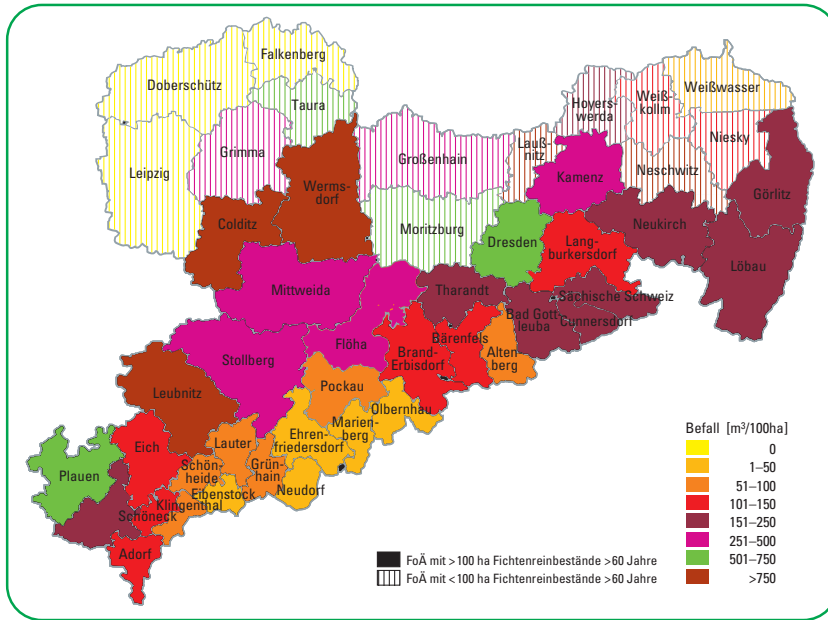 Falkenberg
Doberschütz
Taura
Leipzig
Grimma
Werms-
dorf
Colditz
Großenhain
Moritzburg
Lauß-
nitz
Hoyers-
werda
Weiß-
kollm
Weißwasser
Niesky
Neschwitz
Kamenz
Görlitz
Neukirch
Dresden
Lang-
burkersdorf
Löbau
Mittweida
Tharandt
Sächsische Schweiz
Bad Gott-
leuba
Cunnersdorf
Stollberg
Flöha
Bärenfels
Brand-
Erbisdorf
Alten-
berg
Leubnitz
Pockau
Olbernhau
Marien-
berg
Ehren-
friedersdorf
Eich
Lauter
Plauen
Schön-
heide
Grün-
hain
Eibenstock
Neudorf
Klingenthal
Schöneck
Adorf
Befall [m³/100ha]
0
1–50
51–100
101–150
151–250
251–500
501–750
>750
FoÄ mit >100 ha Fichtenreinbestände >60 Jahre
FoÄ mit <100 ha Fichtenreinbestände >60 Jahre